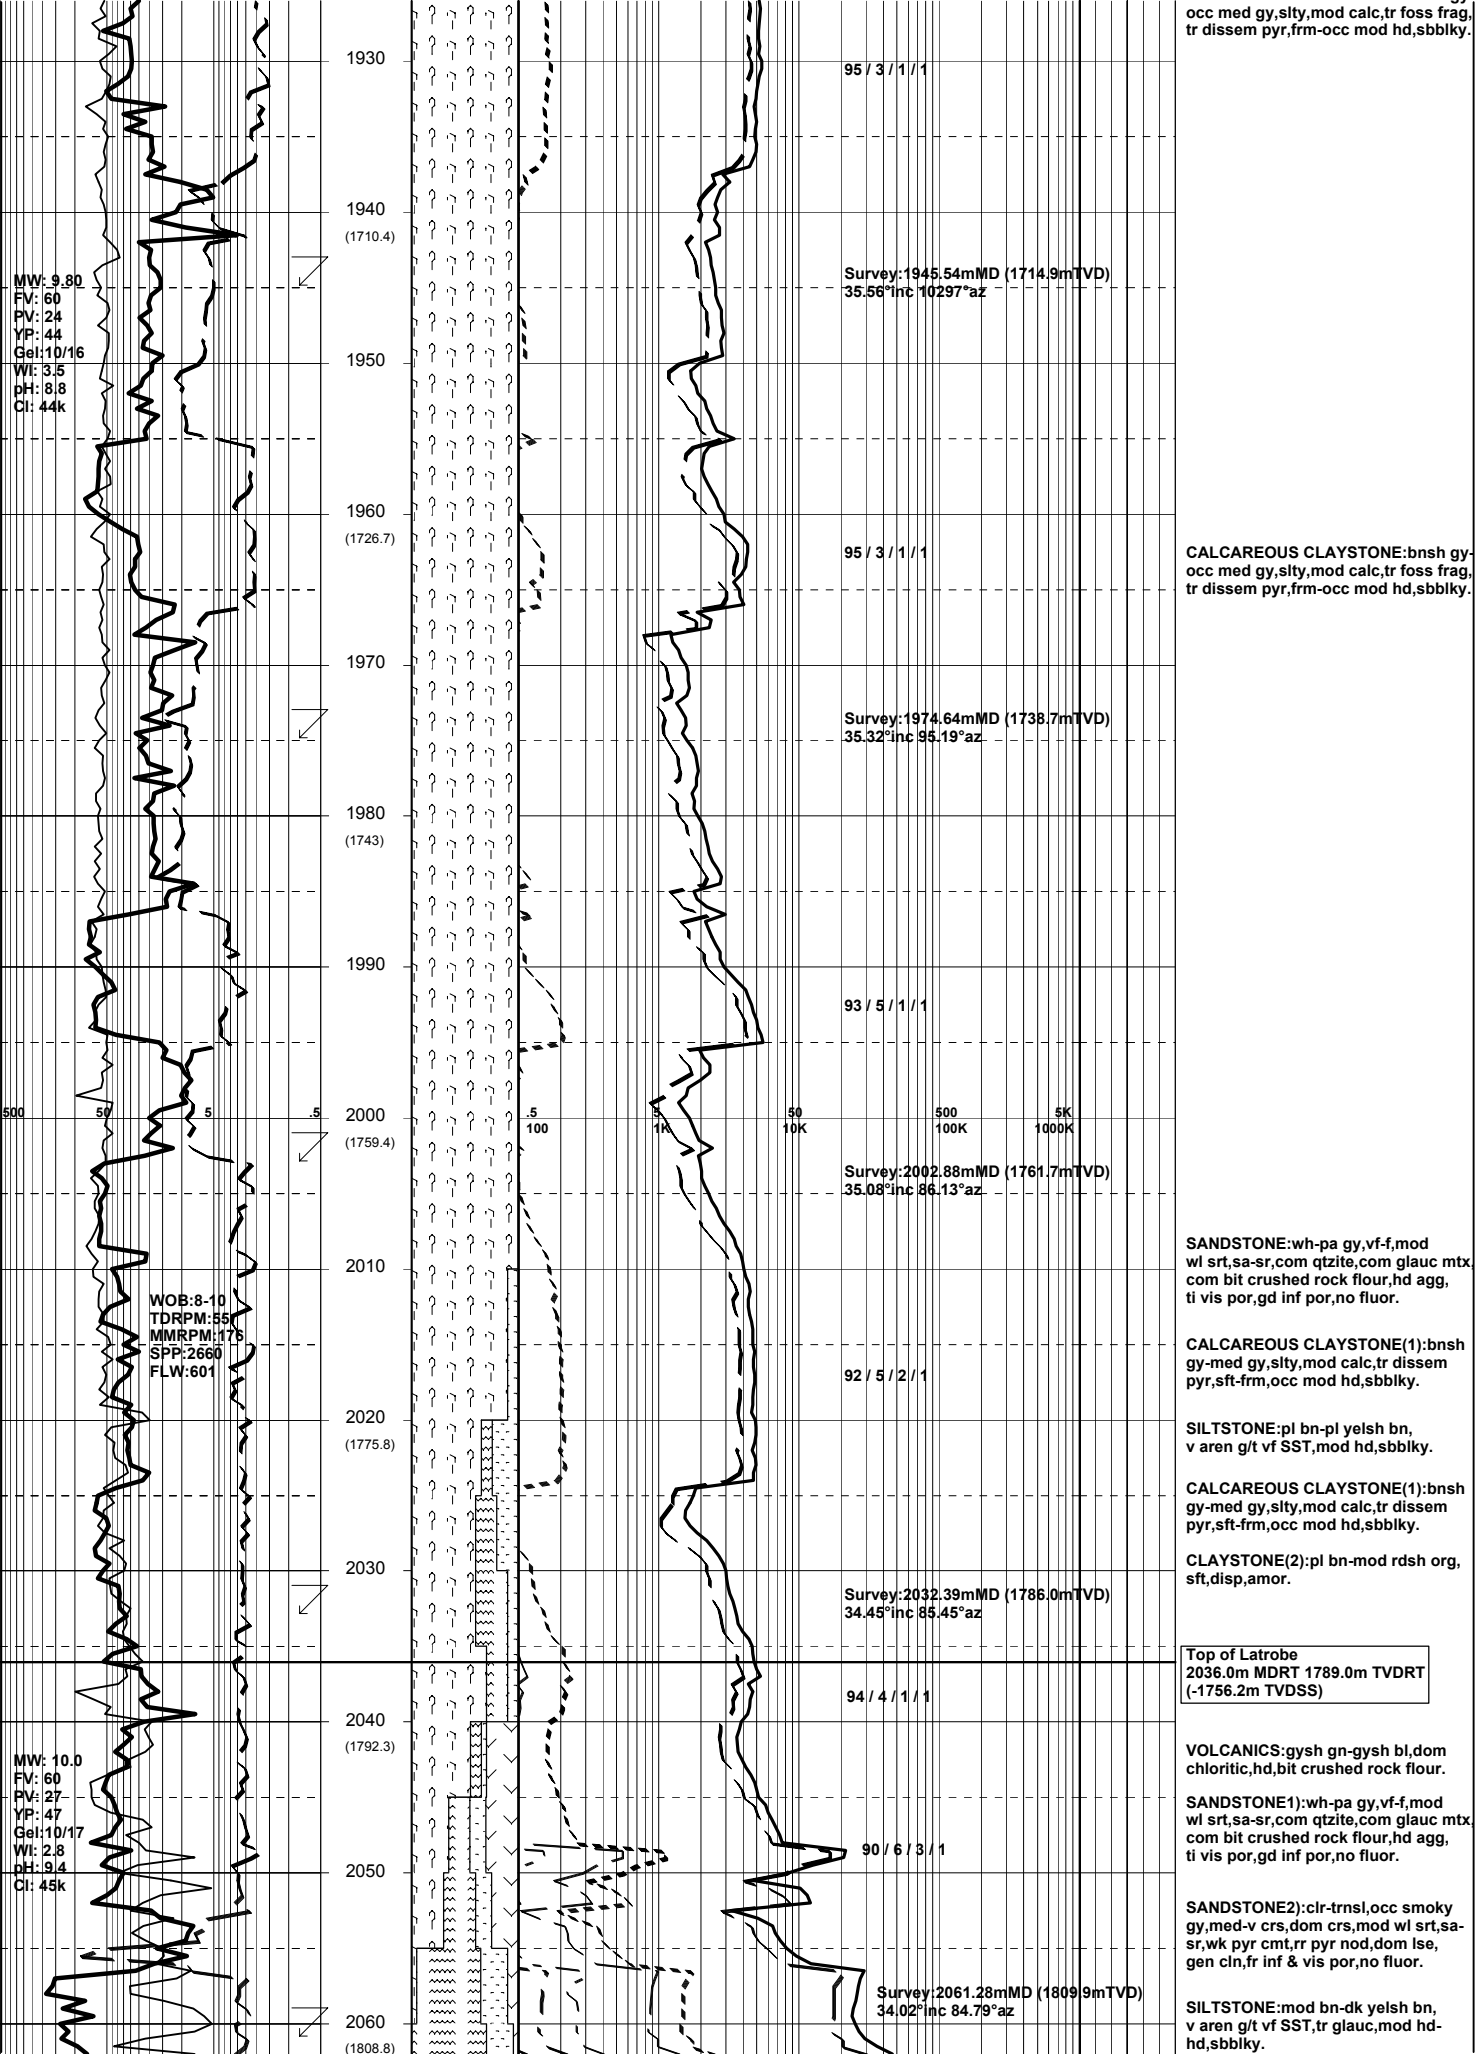 occ med gy,slty,mod calc,tr foss frag,
tr dissem pyr,frm-occ mod hd,sbblky.
1930
95 / 3 / 1 / 1
1940
(1710.4)
MW: 9.80
FV: 60
PV: 24
YP: 44
Gel:10/16
Wl: 3.5
pH: 8.8
Cl: 44k
Survey:1945.54mMD (1714.9mTVD)
35.56°inc 10297°az
1950
1960
(1726.7)
95 / 3 / 1 / 1
CALCAREOUS CLAYSTONE:bnsh gy-
occ med gy,slty,mod calc,tr foss frag,
tr dissem pyr,frm-occ mod hd,sbblky.
1970
Survey:1974.64mMD (1738.7mTVD)
35.32°inc 95.19°az
1980
(1743)
1990
93 / 5 / 1 / 1
500 50 5 .5 2000 .5 5 50 500 5K
100 1K 10K 100K 1000K
(1759.4)
Survey:2002.88mMD (1761.7mTVD)
35.08°inc 86.13°az
SANDSTONE:wh-pa gy,vf-f,mod
wl srt,sa-sr,com qtzite,com glauc mtx,
com bit crushed rock flour,hd agg,
ti vis por,gd inf por,no fluor.
2010
WOB:8-10
TDRPM:55
MMRPM:176
SPP:2660
FLW:601
CALCAREOUS CLAYSTONE(1):bnsh
gy-med gy,slty,mod calc,tr dissem
pyr,sft-frm,occ mod hd,sbblky.
92 / 5 / 2 / 1
2020
(1775.8)
SILTSTONE:pl bn-pl yelsh bn,
v aren g/t vf SST,mod hd,sbblky.
CALCAREOUS CLAYSTONE(1):bnsh
gy-med gy,slty,mod calc,tr dissem
pyr,sft-frm,occ mod hd,sbblky.
2030
CLAYSTONE(2):pl bn-mod rdsh org,
sft,disp,amor.
Survey:2032.39mMD (1786.0mTVD)
34.45°inc 85.45°az
Top of Latrobe
2036.0m MDRT 1789.0m TVDRT
(-1756.2m TVDSS)
94 / 4 / 1 / 1
2040
(1792.3)
VOLCANICS:gysh gn-gysh bl,dom
chloritic,hd,bit crushed rock flour.
MW: 10.0
FV: 60
PV: 27
YP: 47
Gel:10/17
Wl: 2.8
pH: 9.4
Cl: 45k
SANDSTONE1):wh-pa gy,vf-f,mod
wl srt,sa-sr,com qtzite,com glauc mtx,
com bit crushed rock flour,hd agg,
ti vis por,gd inf por,no fluor.
90 / 6 / 3 / 1
2050
SANDSTONE2):clr-trnsl,occ smoky
gy,med-v crs,dom crs,mod wl srt,sa-
sr,wk pyr cmt,rr pyr nod,dom lse,
gen cln,fr inf & vis por,no fluor.
Survey:2061.28mMD (1809.9mTVD)
34.02°inc 84.79°az
2060
(1808.8)
SILTSTONE:mod bn-dk yelsh bn,
v aren g/t vf SST,tr glauc,mod hd-
hd,sbblky.